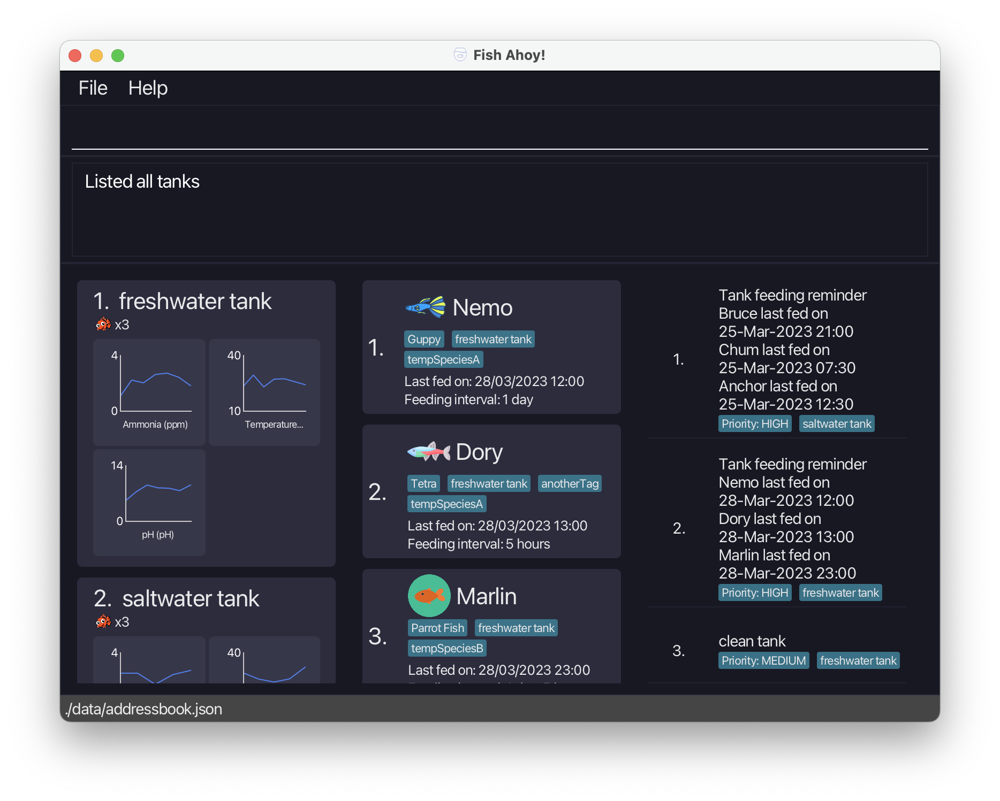 Fish Ahoy!
File Help
Listed all tanks
1. freshwater tank
x3
4
0
Ammonia (ppm)
40
10
Temperature...
14
0
pH (pH)
2. saltwater tank
x3
4
40
1.
Nemo
Guppy freshwater tank
tempSpeciesA
Last fed on: 28/03/2023 12:00
Feeding interval: 1 day
2.
Dory
Tetra freshwater tank anotherTag
tempSpeciesA
Last fed on: 28/03/2023 13:00
Feeding interval: 5 hours
3.
Marlin
Parrot Fish freshwater tank
tempSpeciesB
Last fed on: 28/03/2023 23:00
1.
Tank feeding reminder
Bruce last fed on
25-Mar-2023 21:00
Chum last fed on
25-Mar-2023 07:30
Anchor last fed on
25-Mar-2023 12:30
Priority: HIGH saltwater tank
2.
Tank feeding reminder
Nemo last fed on
28-Mar-2023 12:00
Dory last fed on
28-Mar-2023 13:00
Marlin last fed on
28-Mar-2023 23:00
Priority: HIGH freshwater tank
3.
clean tank
Priority: MEDIUM freshwater tank
./data/addressbook.json